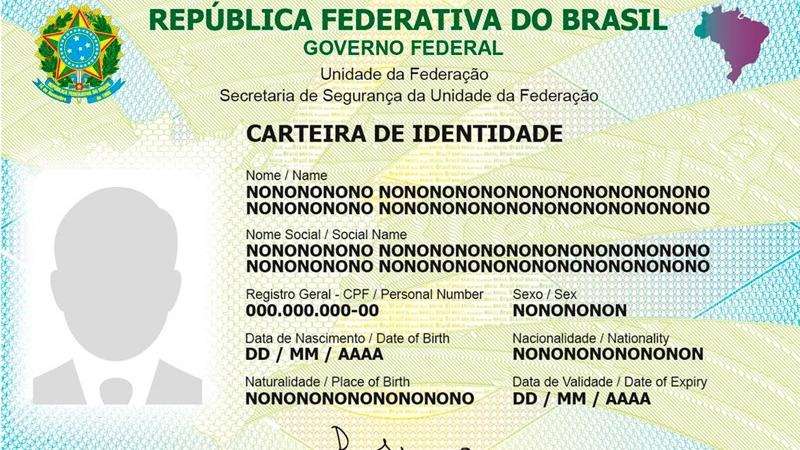 REPÚBLICA FEDERATIVA DO BRASIL
GOVERNO FEDERAL
Unidade da Federação
Secretaria de Segurança da Unidade da Federação
CARTEIRA DE IDENTIDADE
Nome / Name
NONONONONO NONONONONONONONONONONONONO
NONONONONO NONONONONONONONONONONONONO
Nome Social / Social Name
NONONONONO NONONONONONONONONONONONONO
NONONONONO NONONONONONONONONONONONONO
Registro Geral - CPF / Personal Number
000.000.000-00
Sexo / Sex
NONONONON
Data de Nascimento / Date of Birth
DD / MM / AAAA
Nacionalidade / Nationality
NONONONONONONON
Naturalidade / Place of Birth
NONONONONONONONONO
Data de Validade / Date of Expiry
DD / MM / AAAA